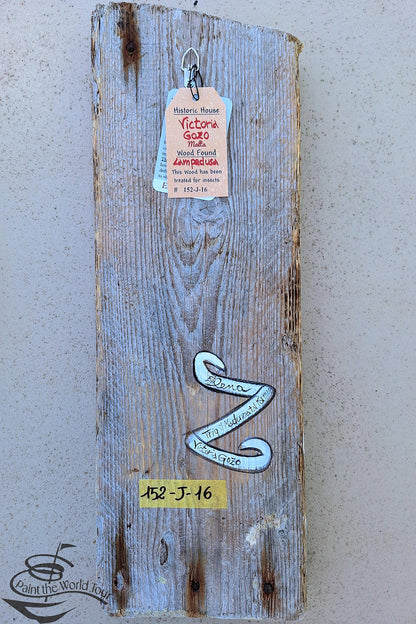 Historic House
Victoria
Gozo
Malta
Wood Found
Lampedusa
This Wood has been
treated for insects
# 152-J-16
Victoria Gozo
152-J-16
Paint the World Tour